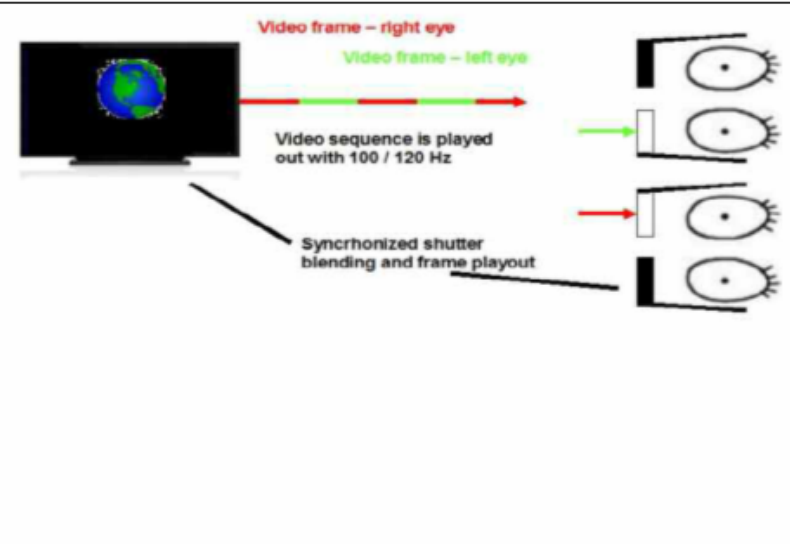 Video frame – right eye
Video frame – left eye
Video sequence is played
out with 100 / 120 Hz
Syncrhonized shutter
blending and frame playout